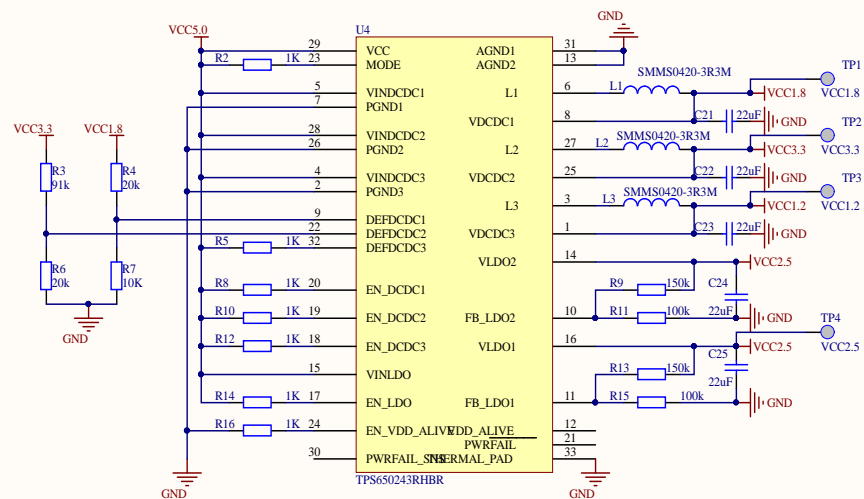 GND
VCC5.0
U4
R2 1K
29 VCC
23 MODE
5 VINDCDC1
7 PGND1
28 VINDCDC2
26 PGND2
4 VINDCDC3
2 PGND3
9 DEFDCDC1
22 DEFDCDC2
R5 1K 32 DEFDCDC3
R8 1K 20 EN_DCDC1
R10 1K 19 EN_DCDC2
R12 1K 18 EN_DCDC3
15 VINLDO
R14 1K 17 EN_LDO
R16 1K 24 EN_VDD_ALIVE
30 PWRFAIL_SNS
GND
TPS650243RHBR
VCC3.3
VCC1.8
R3
91k
R4
20k
R6
20k
R7
10K
GND
AGND1 31
AGND2 13
L1 6
VDCDC1 8
L2 27
VDCDC2 25
L3 3
VDCDC3 1
VLDO2 14
FB_LDO2 10
VLDO1 16
FB_LDO1 11
VDD_ALIVE 12
PWRFAIL 21
THERMAL_PAD 33
GND
SMMS0420-3R3M
L1
TP1
VCC1.8
VCC1.8
C21 22uF
GND
SMMS0420-3R3M
L2
TP2
VCC3.3
VCC3.3
C22 22uF
GND
SMMS0420-3R3M
L3
TP3
VCC1.2
VCC1.2
C23 22uF
GND
VCC2.5
R9 150k
C24
R11 100k
22uF
GND
TP4
VCC2.5
VCC2.5
C25
R13 150k
22uF
R15 100k
GND